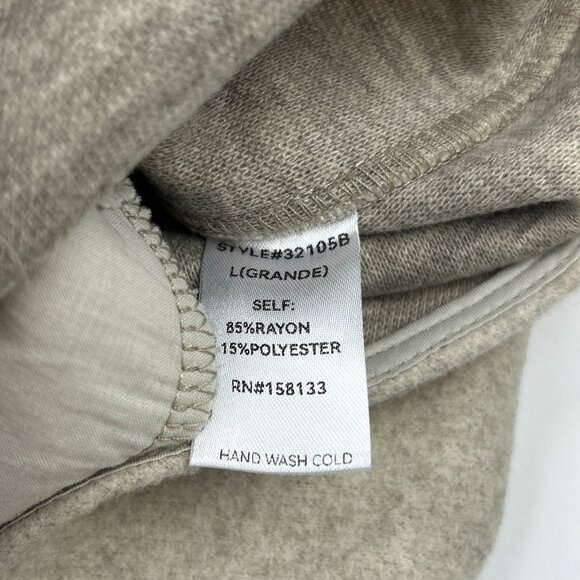 STYLE#32105B
L(GRANDE)
SELF:
85%RAYON
15%POLYESTER
RN#158133
HAND WASH COLD